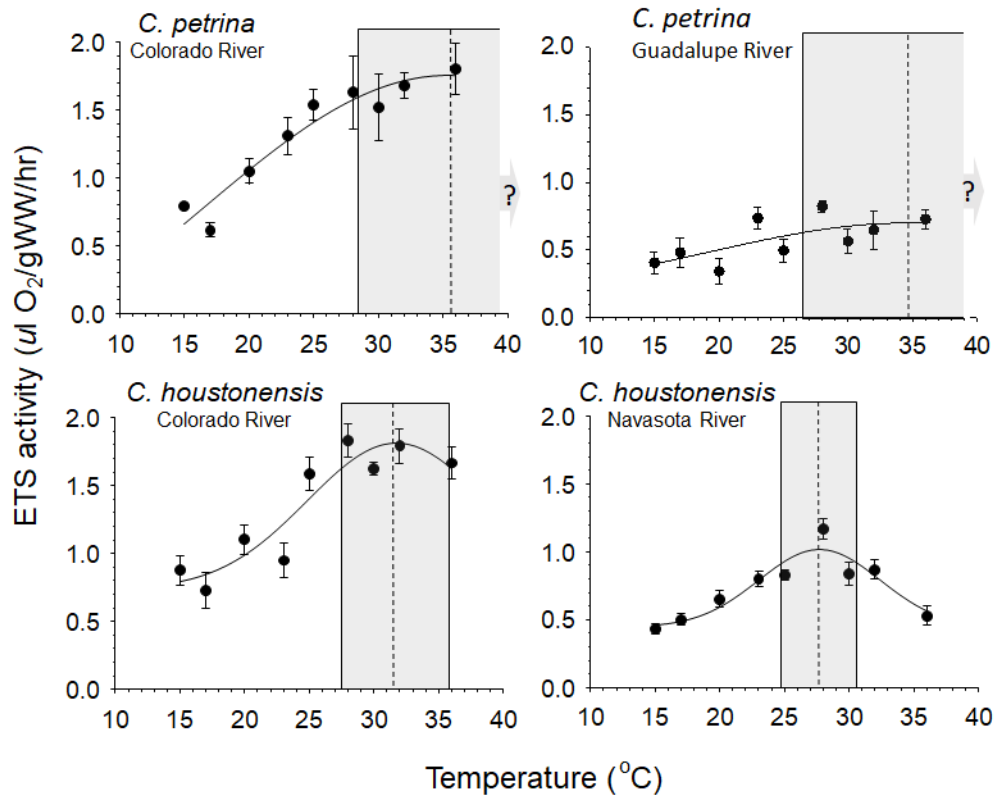 C. petrina
Colorado River
2.0
1.5
1.0
0.5
0.0
?
10 15 20 25 30 35 40
C. petrina
Guadalupe River
2.0
1.5
1.0
0.5
0.0
?
10 15 20 25 30 35 40
C. houstonensis
Colorado River
2.0
1.5
1.0
0.5
0.0
10 15 20 25 30 35 40
C. houstonensis
Navasota River
2.0
1.5
1.0
0.5
0.0
10 15 20 25 30 35 40
ETS activity (ul O₂/gWW/hr)
Temperature (°C)